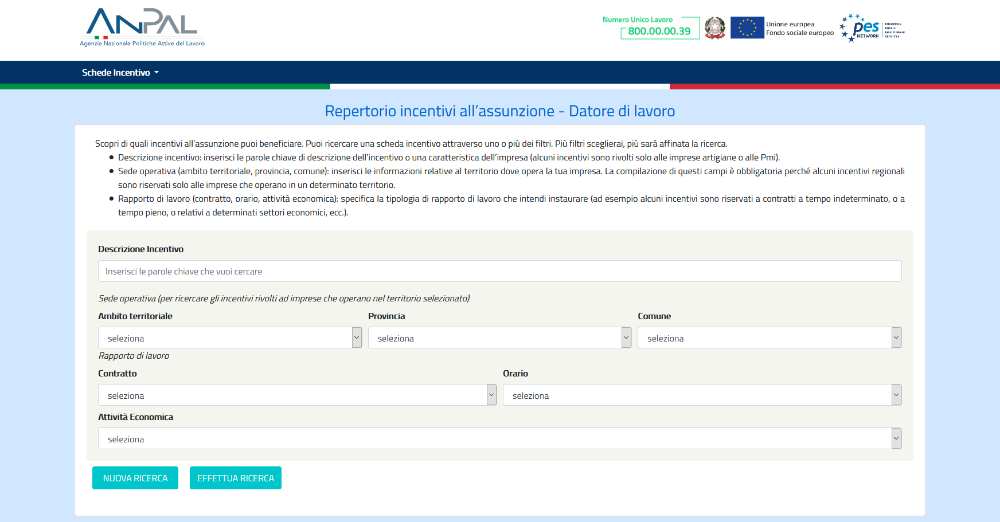 ANPAL
Agenzia Nazionale Politiche Attive del Lavoro
Numero Unico Lavoro
800.00.00.39
Unione europea
Fondo sociale europeo
pes
NETWORK
EUROPEAN
PUBLIC
EMPLOYMENT
SERVICES
Schede Incentivo
Repertorio incentivi all’assunzione - Datore di lavoro
Scopri di quali incentivi all’assunzione puoi beneficiare. Puoi ricercare una scheda incentivo attraverso uno o più dei filtri. Più filtri sceglierai, più sarà affinata la ricerca.
● Descrizione incentivo: inserisci le parole chiave di descrizione dell'incentivo o una caratteristica dell’impresa (alcuni incentivi sono rivolti solo alle imprese artigiane o alle Pmi).
● Sede operativa (ambito territoriale, provincia, comune): inserisci le informazioni relative al territorio dove opera la tua impresa. La compilazione di questi campi è obbligatoria perché alcuni incentivi regionali
sono riservati solo alle imprese che operano in un determinato territorio.
● Rapporto di lavoro (contratto, orario, attività economica): specifica la tipologia di rapporto di lavoro che intendi instaurare (ad esempio alcuni incentivi sono riservati a contratti a tempo indeterminato, o a
tempo pieno, o relativi a determinati settori economici, ecc.).
Descrizione Incentivo
Inserisci le parole chiave che vuoi cercare
Sede operativa (per ricercare gli incentivi rivolti ad imprese che operano nel territorio selezionato)
Ambito territoriale Provincia Comune
seleziona seleziona seleziona
Rapporto di lavoro
Contratto Orario
seleziona seleziona
Attività Economica
seleziona
NUOVA RICERCA EFFETTUA RICERCA